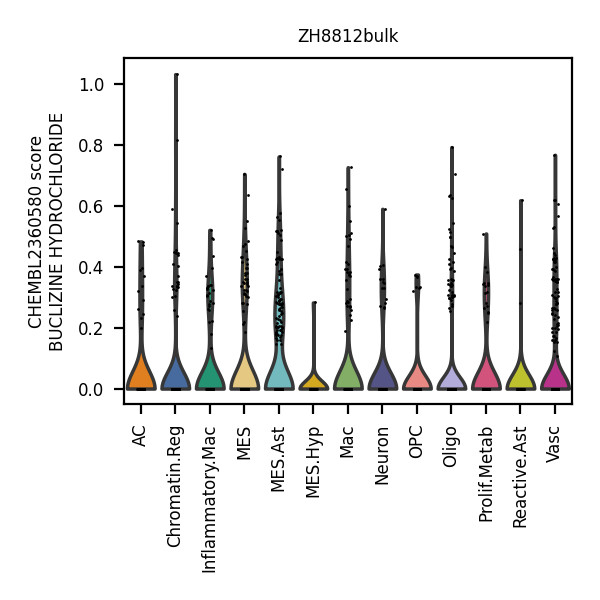 ZH8812bulk
CHEMBL2360580 score
BUCLIZINE HYDROCHLORIDE
1.0
0.8
0.6
0.4
0.2
0.0
AC
Chromatin.Reg
Inflammatory.Mac
MES
MES.Ast
MES.Hyp
Mac
Neuron
OPC
Oligo
Prolif.Metab
Reactive.Ast
Vasc